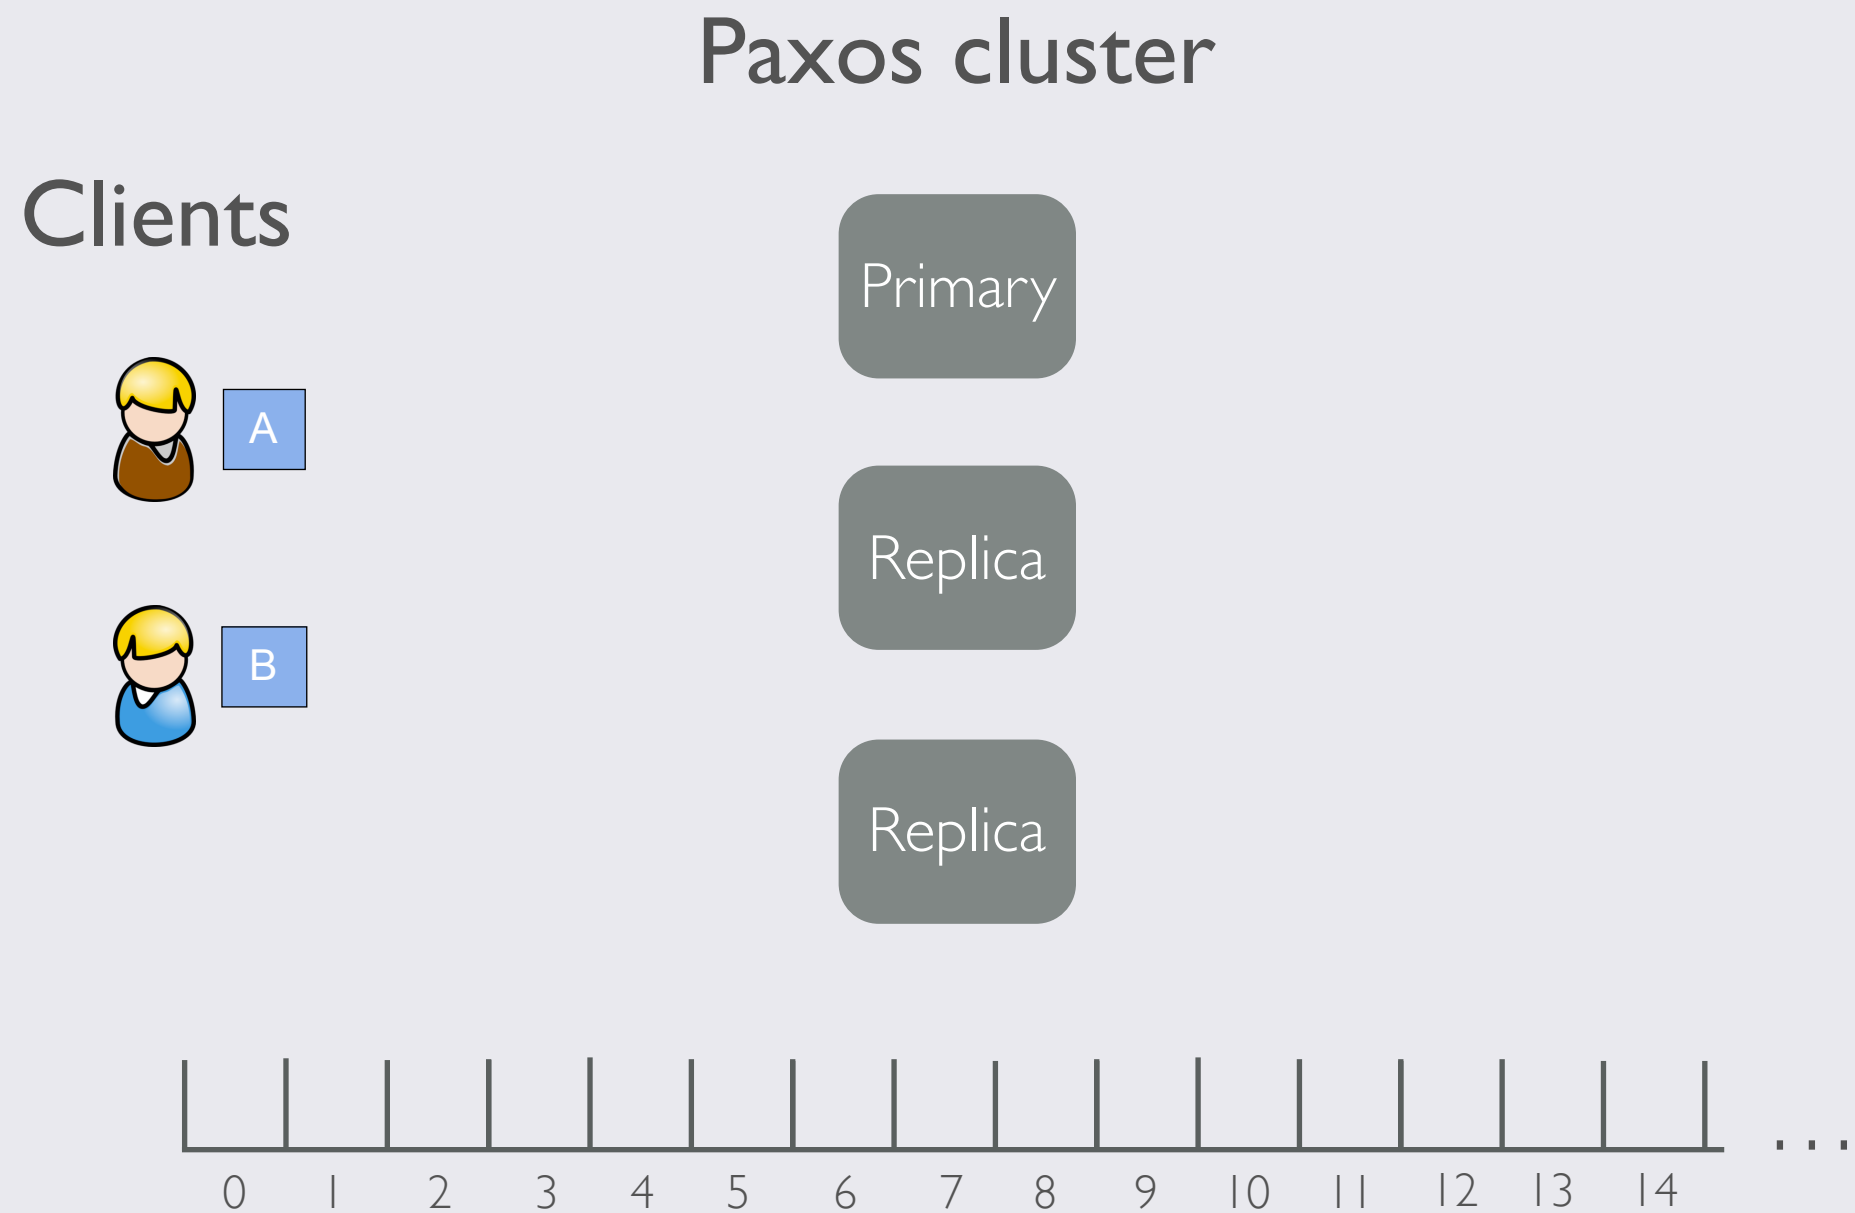 Paxos cluster
Clients
Primary
A
Replica
B
Replica
0 1 2 3 4 5 6 7 8 9 10 11 12 13 14 ...